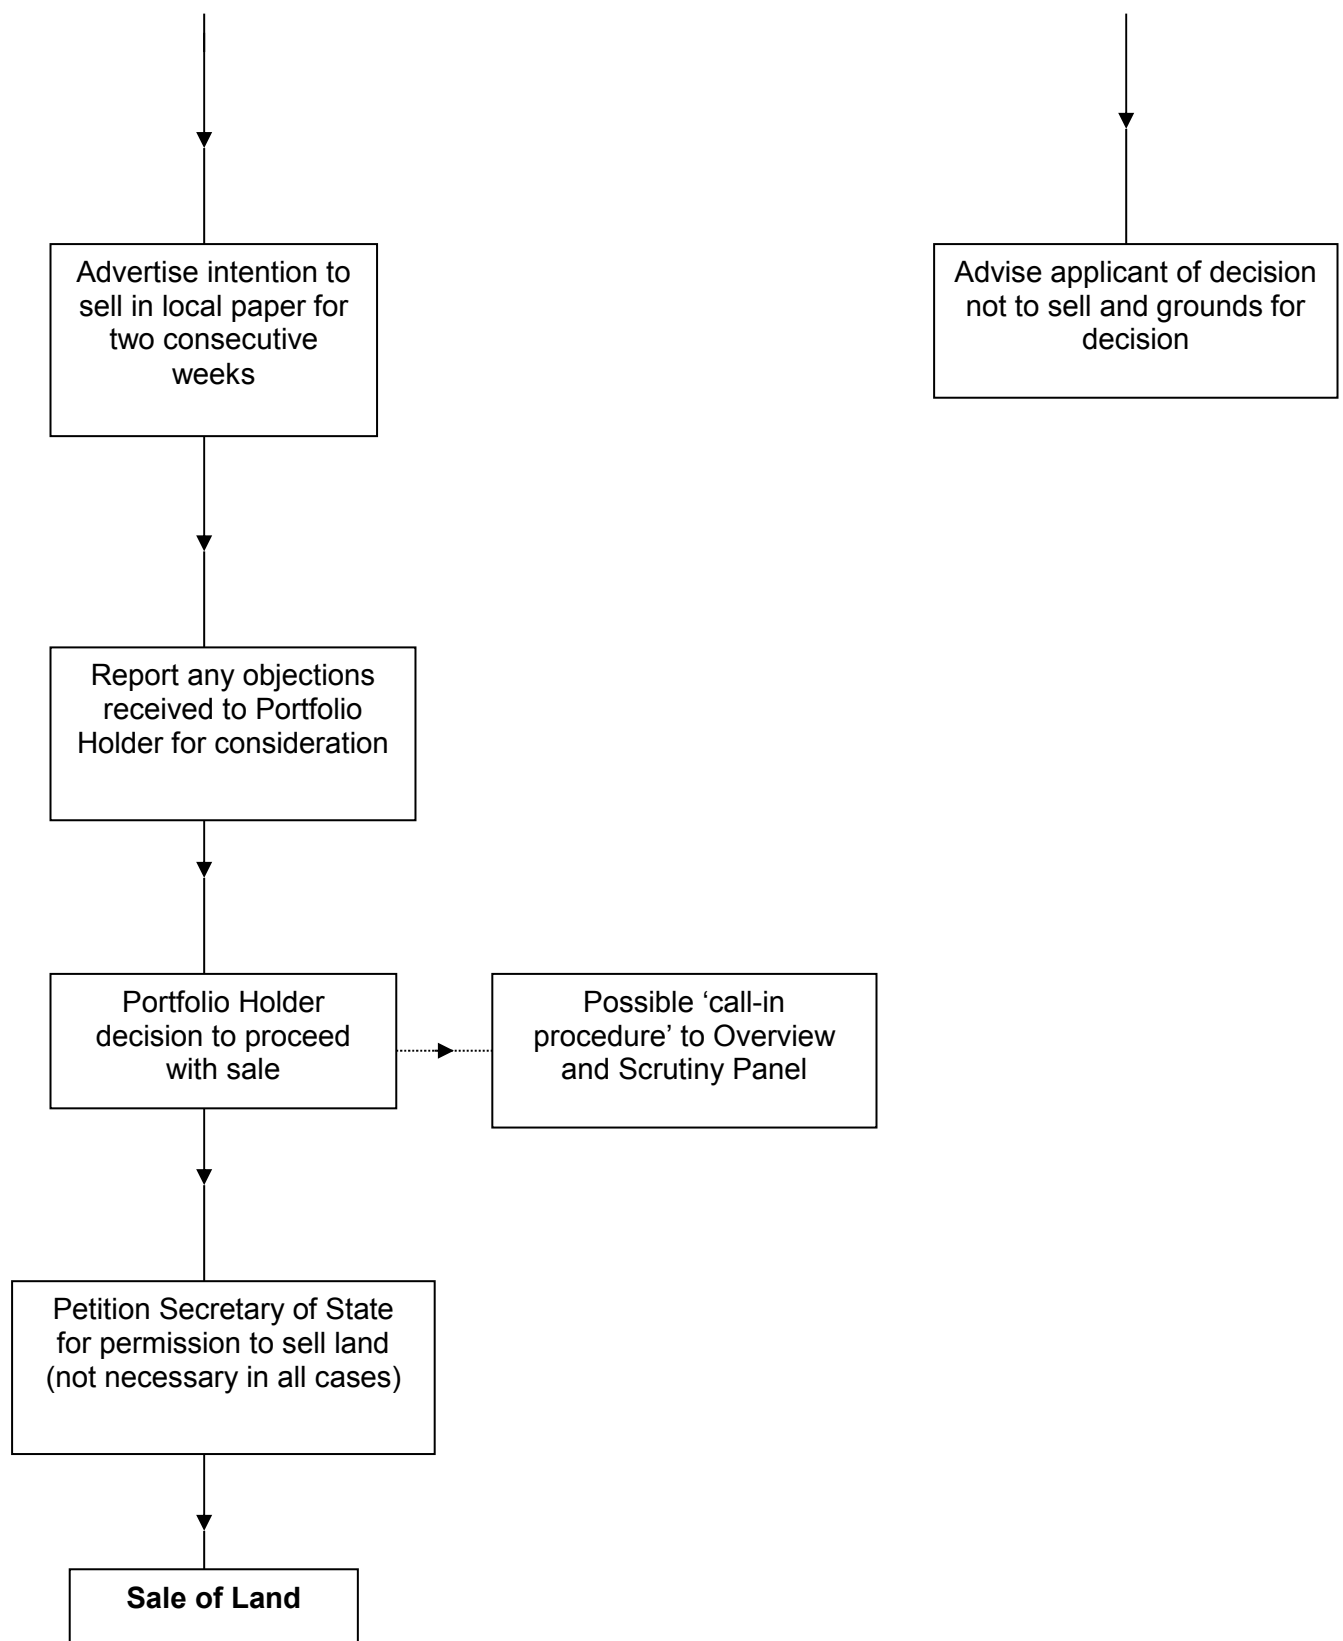 Advertise intention to
sell in local paper for
two consecutive
weeks
Advise applicant of decision
not to sell and grounds for
decision
Report any objections
received to Portfolio
Holder for consideration
Portfolio Holder
decision to proceed
with sale
Possible ‘call-in
procedure’ to Overview
and Scrutiny Panel
Petition Secretary of State
for permission to sell land
(not necessary in all cases)
Sale of Land